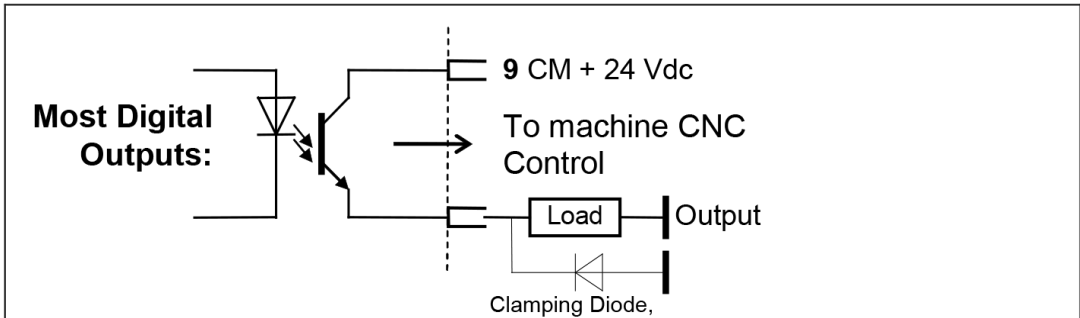 9 CM + 24 Vdc
Most Digital
Outputs:
To machine CNC
Control
Load
Output
Clamping Diode,